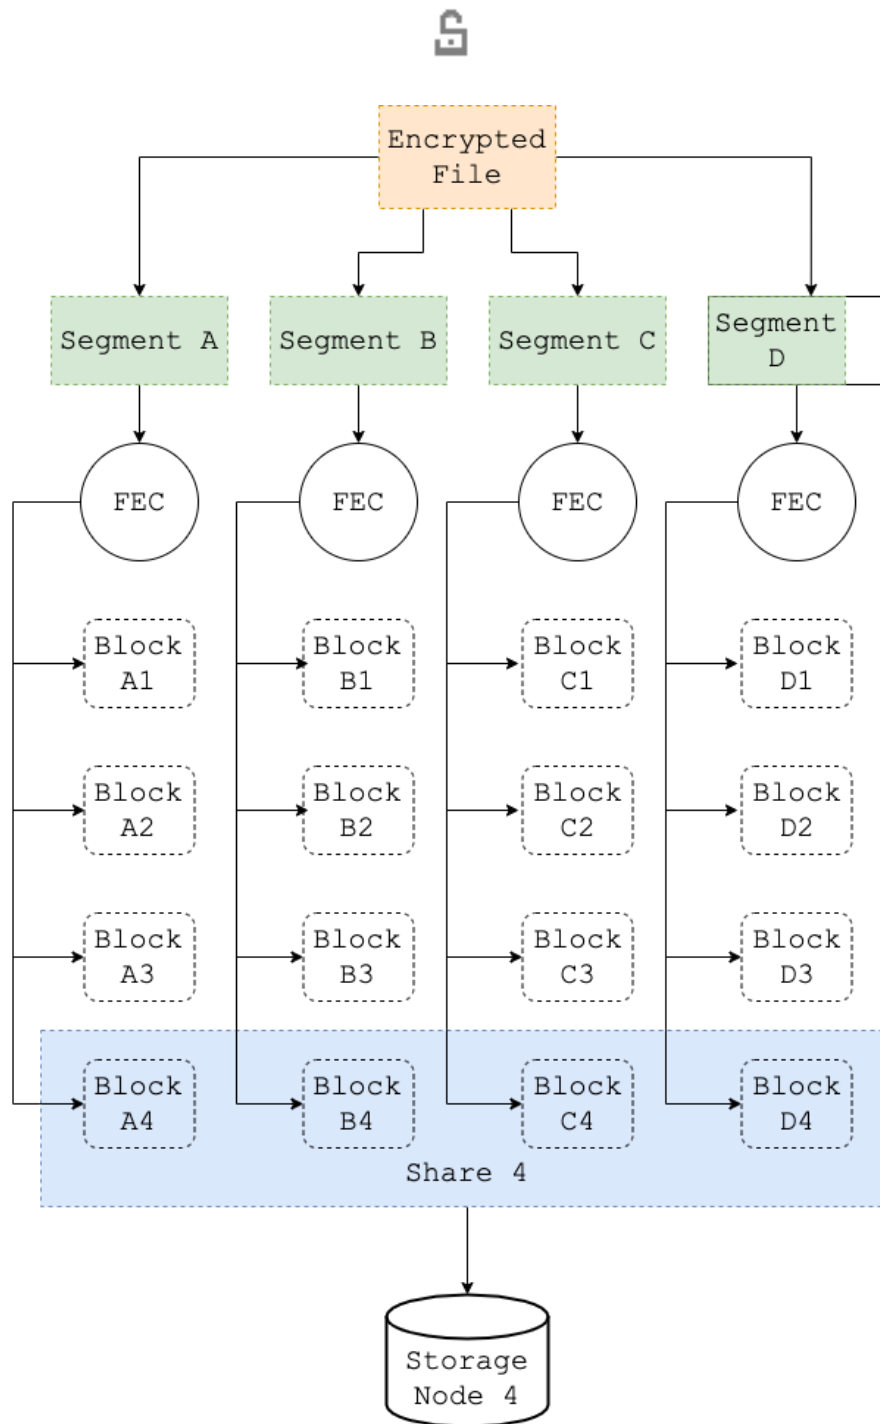 Encrypted
File
Segment A
Segment B
Segment C
Segment
D
FEC
FEC
FEC
FEC
Block
A1
Block
B1
Block
C1
Block
D1
Block
A2
Block
B2
Block
C2
Block
D2
Block
A3
Block
B3
Block
C3
Block
D3
Block
A4
Block
B4
Block
C4
Block
D4
Share 4
Storage
Node 4